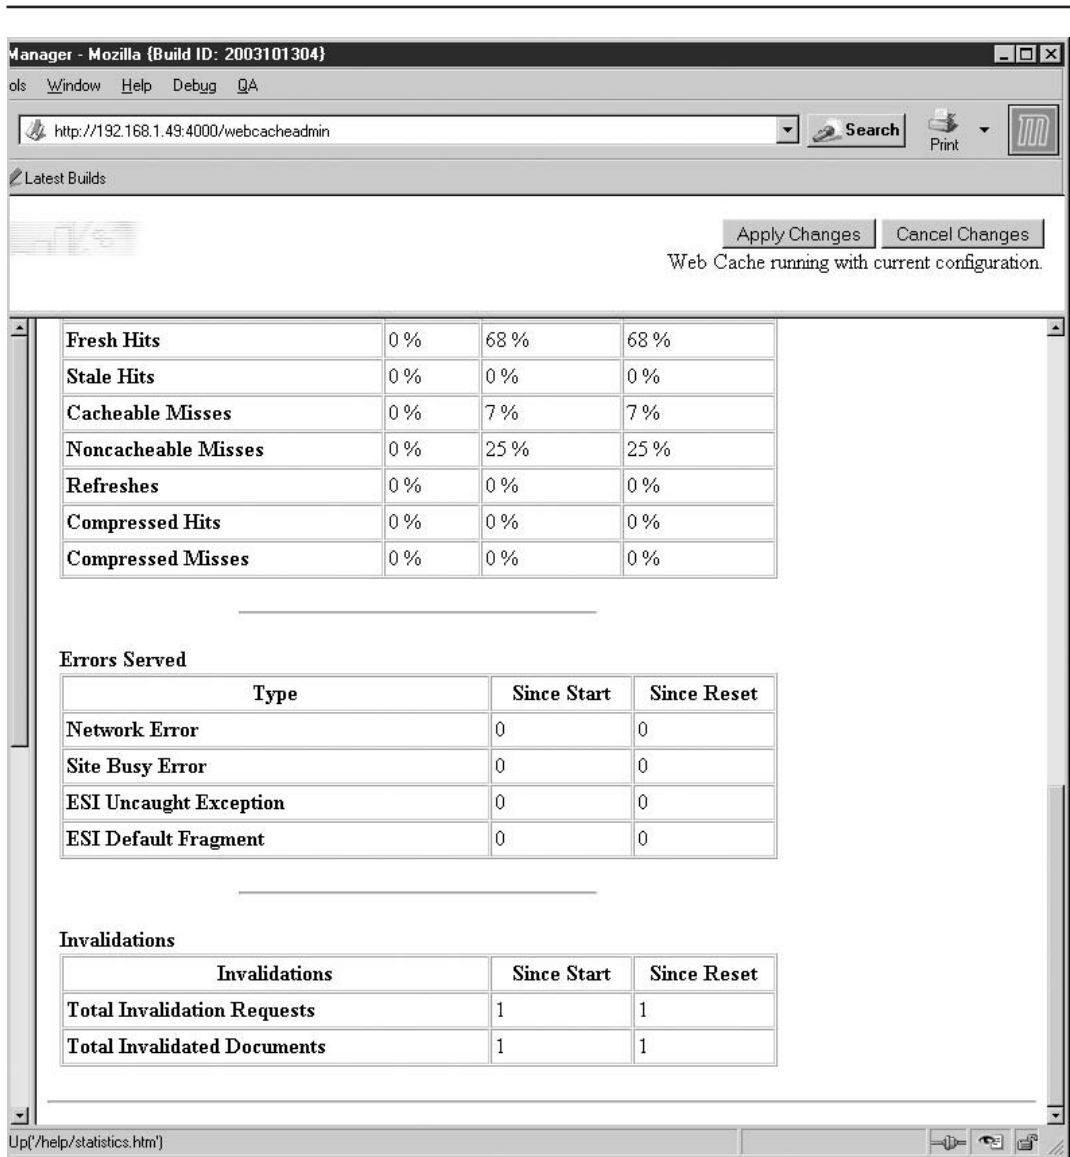 Manager - Mozilla {Build ID: 2003101304}
ols Window Help Debug QA
http://192.168.1.49:4000/webcacheadmin Search Print
Latest Builds
Apply Changes Cancel Changes
Web Cache running with current configuration.
Fresh Hits 0 % 68 % 68 %
Stale Hits 0 % 0 % 0 %
Cacheable Misses 0 % 7 % 7 %
Noncacheable Misses 0 % 25 % 25 %
Refreshes 0 % 0 % 0 %
Compressed Hits 0 % 0 % 0 %
Compressed Misses 0 % 0 % 0 %
Errors Served
Type Since Start Since Reset
Network Error 0 0
Site Busy Error 0 0
ESI Uncaught Exception 0 0
ESI Default Fragment 0 0
Invalidations
Invalidations Since Start Since Reset
Total Invalidation Requests 1 1
Total Invalidated Documents 1 1
Up('/help/statistics.htm')